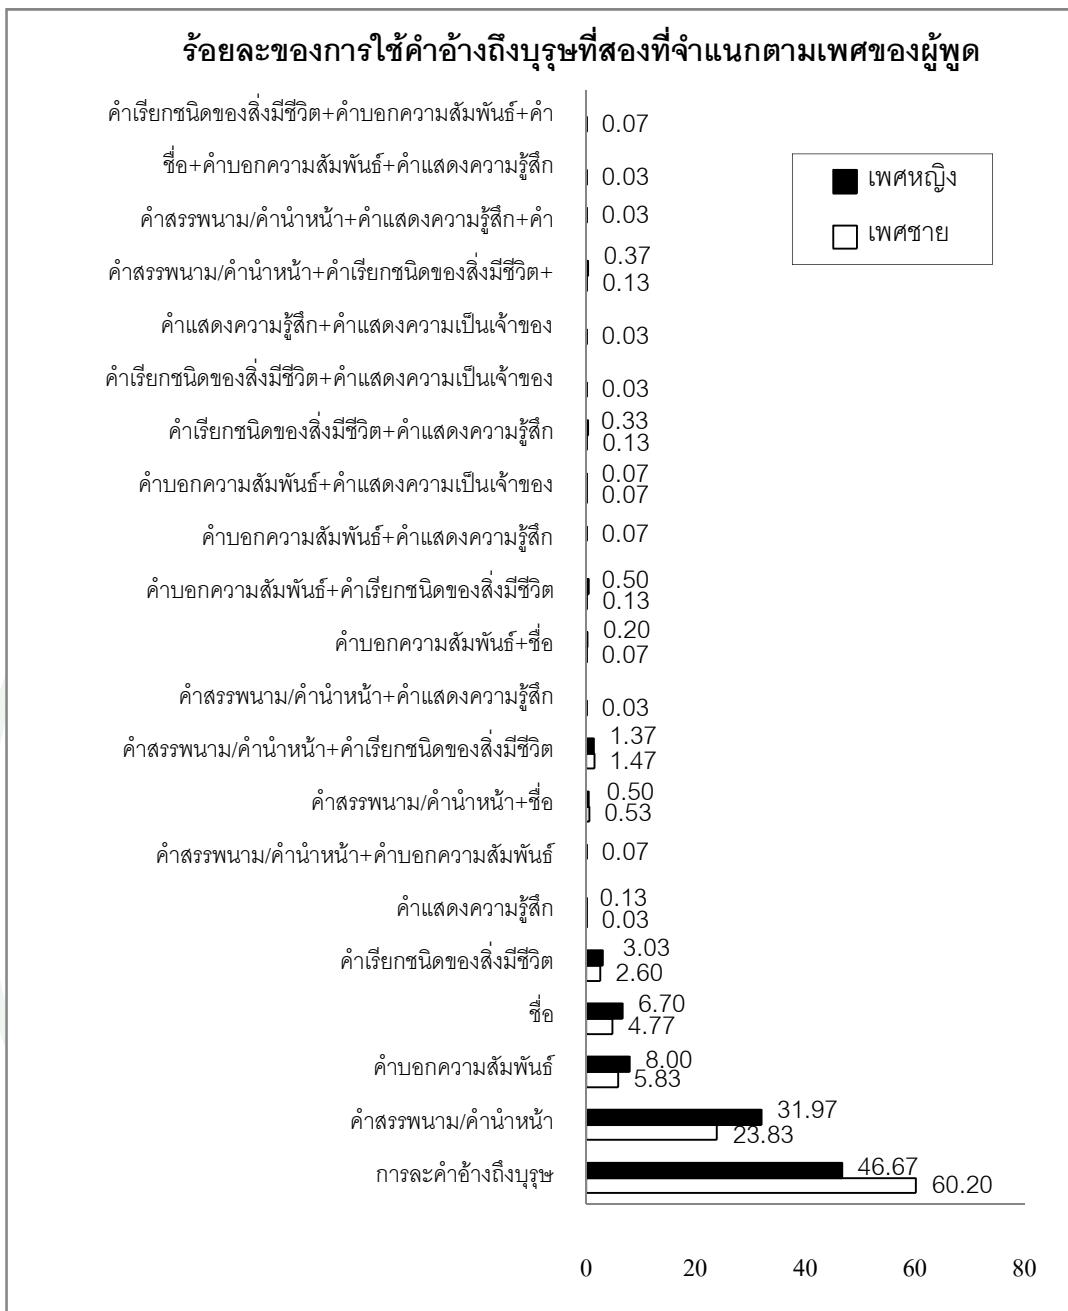 ร้อยละของการใช้คำอ้างถึงบุรุษที่สองที่จำแนกตามเพศของผู้พูด
คำเรียกชนิดของสิ่งมีชีวิต+คำบอกความสัมพันธ์+คำ
0.07
ชื่อ+คำบอกความสัมพันธ์+คำแสดงความรู้สึก
0.03
คำสรรพนาม/คำนำหน้า+คำแสดงความรู้สึก+คำ
0.03
คำสรรพนาม/คำนำหน้า+คำเรียกชนิดของสิ่งมีชีวิต+
0.37
0.13
คำแสดงความรู้สึก+คำแสดงความเป็นเจ้าของ
0.03
คำเรียกชนิดของสิ่งมีชีวิต+คำแสดงความเป็นเจ้าของ
0.03
คำเรียกชนิดของสิ่งมีชีวิต+คำแสดงความรู้สึก
0.33
0.13
คำบอกความสัมพันธ์+คำแสดงความเป็นเจ้าของ
0.07
0.07
คำบอกความสัมพันธ์+คำแสดงความรู้สึก
0.07
คำบอกความสัมพันธ์+คำเรียกชนิดของสิ่งมีชีวิต
0.50
0.13
คำบอกความสัมพันธ์+ชื่อ
0.20
0.07
คำสรรพนาม/คำนำหน้า+คำแสดงความรู้สึก
0.03
คำสรรพนาม/คำนำหน้า+คำเรียกชนิดของสิ่งมีชีวิต
1.37
1.47
คำสรรพนาม/คำนำหน้า+ชื่อ
0.50
0.53
คำสรรพนาม/คำนำหน้า+คำบอกความสัมพันธ์
0.07
คำแสดงความรู้สึก
0.13
0.03
คำเรียกชนิดของสิ่งมีชีวิต
3.03
2.60
ชื่อ
6.70
4.77
คำบอกความสัมพันธ์
8.00
5.83
คำสรรพนาม/คำนำหน้า
31.97
23.83
การละคำอ้างถึงบุรุษ
46.67
60.20
0 20 40 60 80
เพศหญิง
เพศชาย